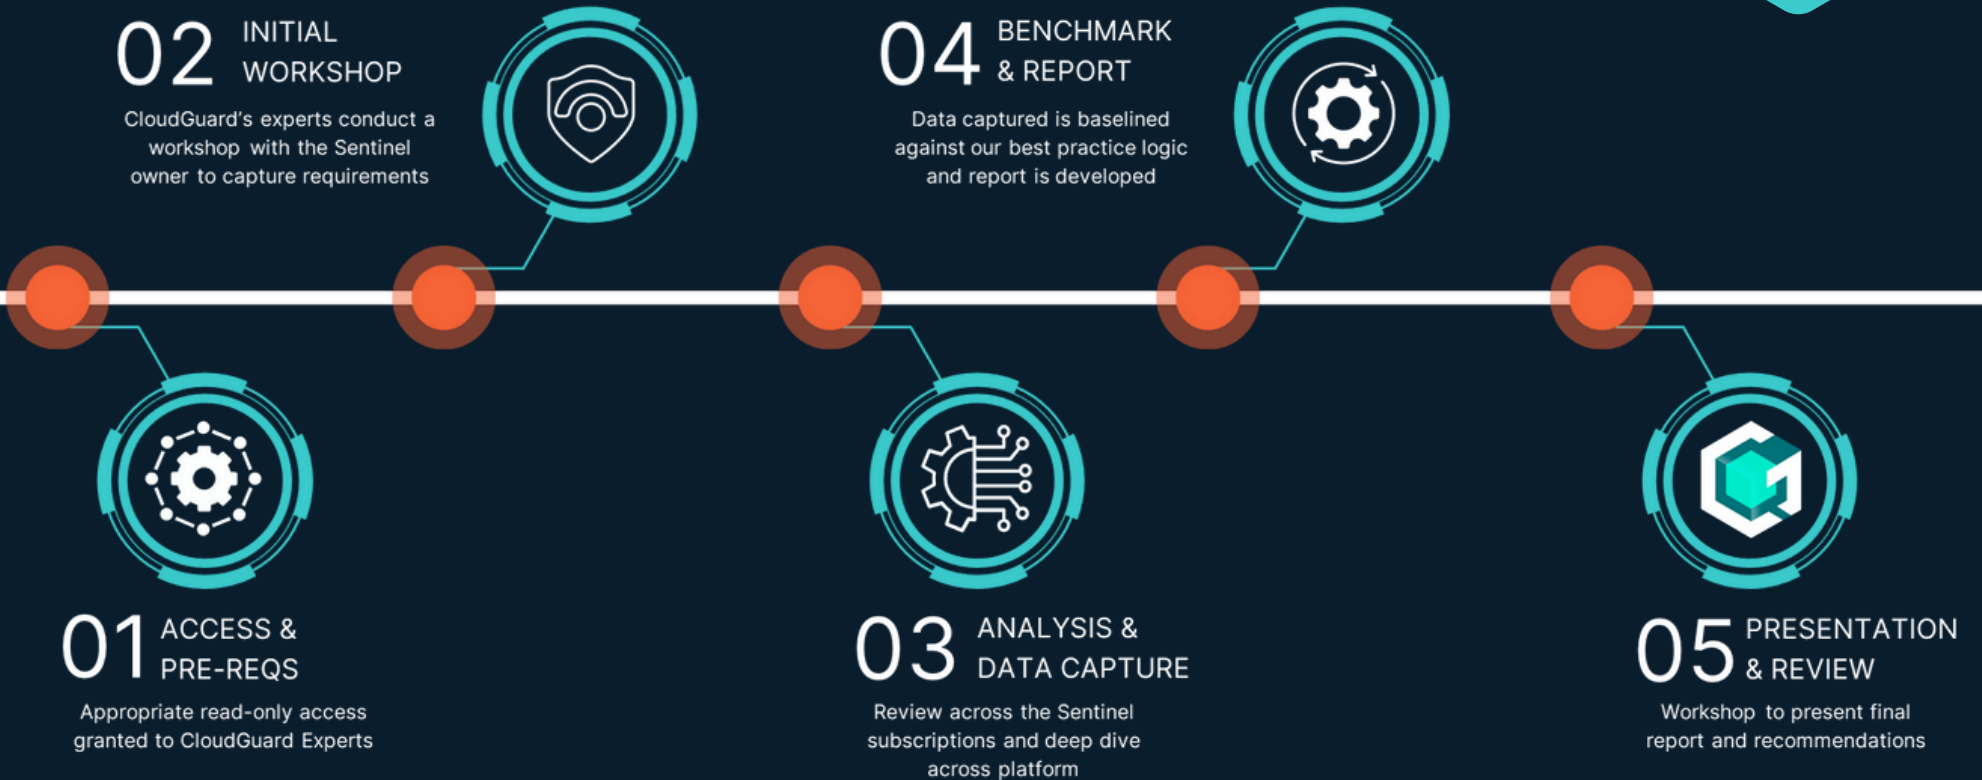 02
INITIAL
WORKSHOP
CloudGuard's experts conduct a
workshop with the Sentinel
owner to capture requirements
04
BENCHMARK
& REPORT
Data captured is baselined
against our best practice logic
and report is developed
01
ACCESS &
PRE-REQS
Appropriate read-only access
granted to CloudGuard Experts
03
ANALYSIS &
DATA CAPTURE
Review across the Sentinel
subscriptions and deep dive
across platform
05
PRESENTATION
& REVIEW
Workshop to present final
report and recommendations